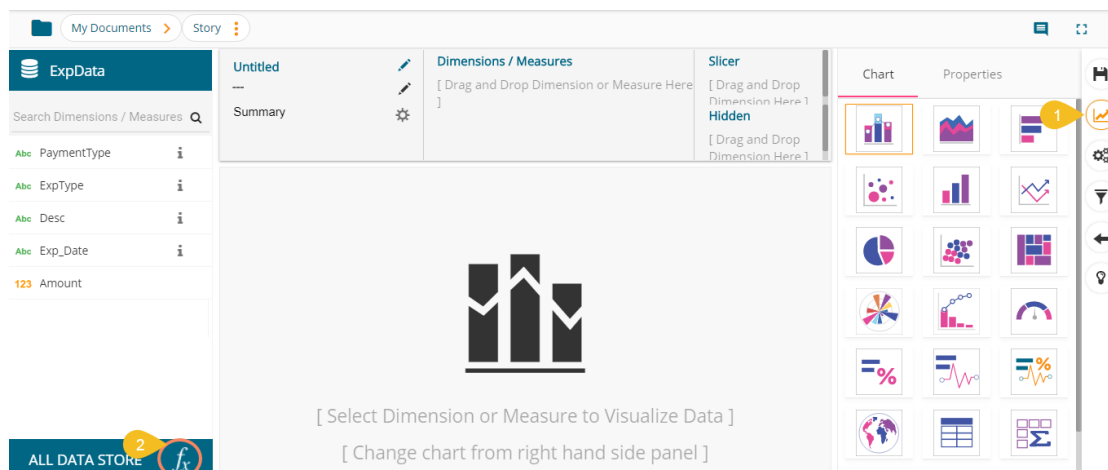 My Documents > Story
ExpData
Search Dimensions / Measures
Abc PaymentType i
Abc ExpType i
Abc Desc i
Abc Exp_Date i
123 Amount
2
ALL DATA STORE fx
Untitled
---
Summary
Dimensions / Measures
[ Drag and Drop Dimension or Measure Here
]
Slicer
[ Drag and Drop
Dimension Here ]
Hidden
[ Drag and Drop
Dimension Here ]
[ Select Dimension or Measure to Visualize Data ]
[ Change chart from right hand side panel ]
Chart Properties
1
%
%
Σ